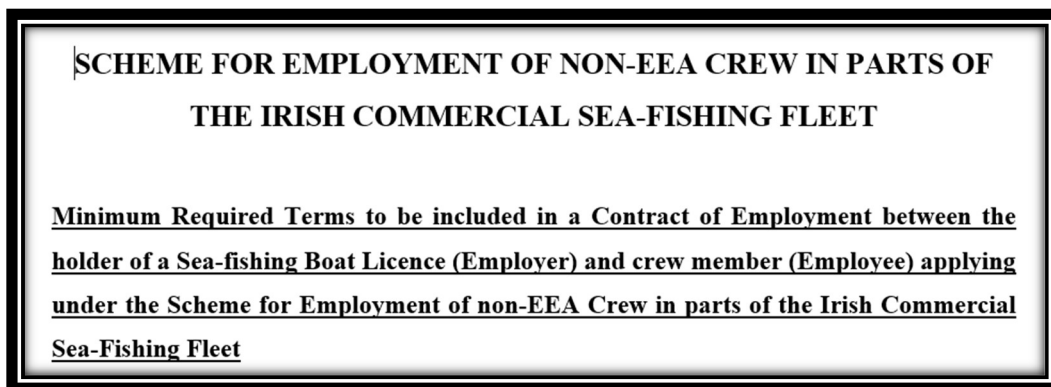 SCHEME FOR EMPLOYMENT OF NON-EEA CREW IN PARTS OF
THE IRISH COMMERCIAL SEA-FISHING FLEET
Minimum Required Terms to be included in a Contract of Employment between the
holder of a Sea-fishing Boat Licence (Employer) and crew member (Employee) applying
under the Scheme for Employment of non-EEA Crew in parts of the Irish Commercial
Sea-Fishing Fleet